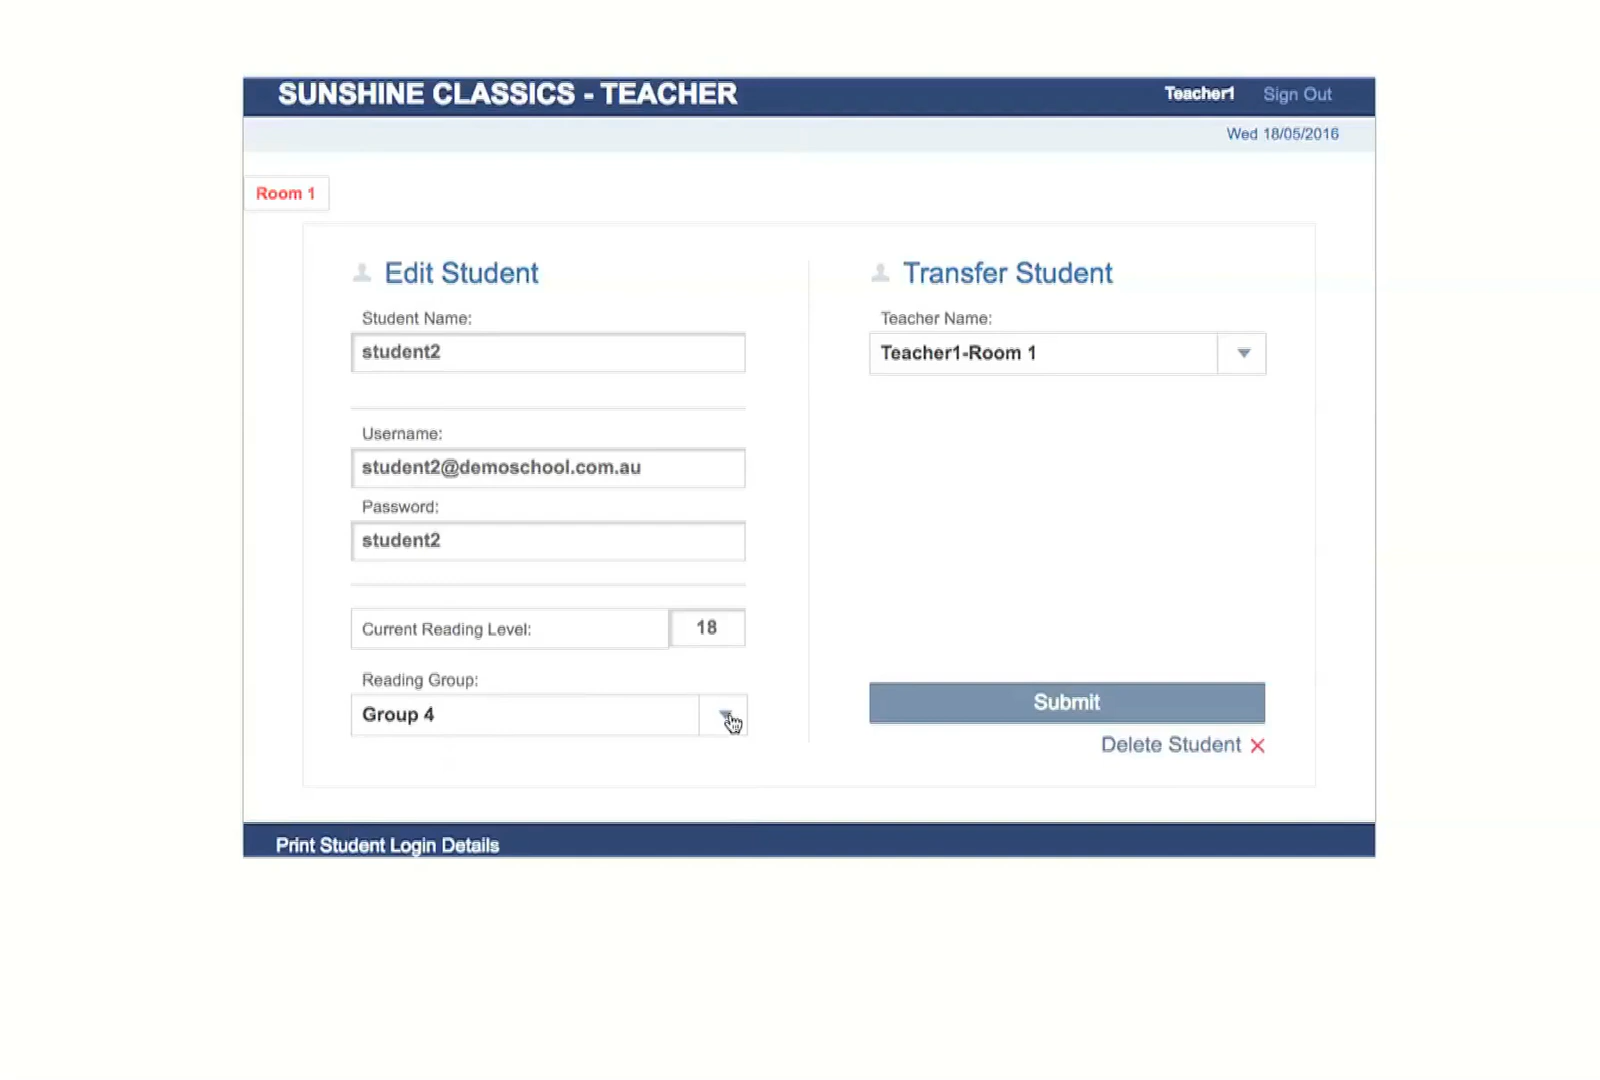 SUNSHINE CLASSICS - TEACHER
Teacher1 Sign Out
Wed 18/05/2016
Room 1
Edit Student
Student Name:
student2
Username:
student2@demoschool.com.au
Password:
student2
Current Reading Level: 18
Reading Group:
Group 4
Transfer Student
Teacher Name:
Teacher1-Room 1
Submit
Delete Student
Print Student Login Details